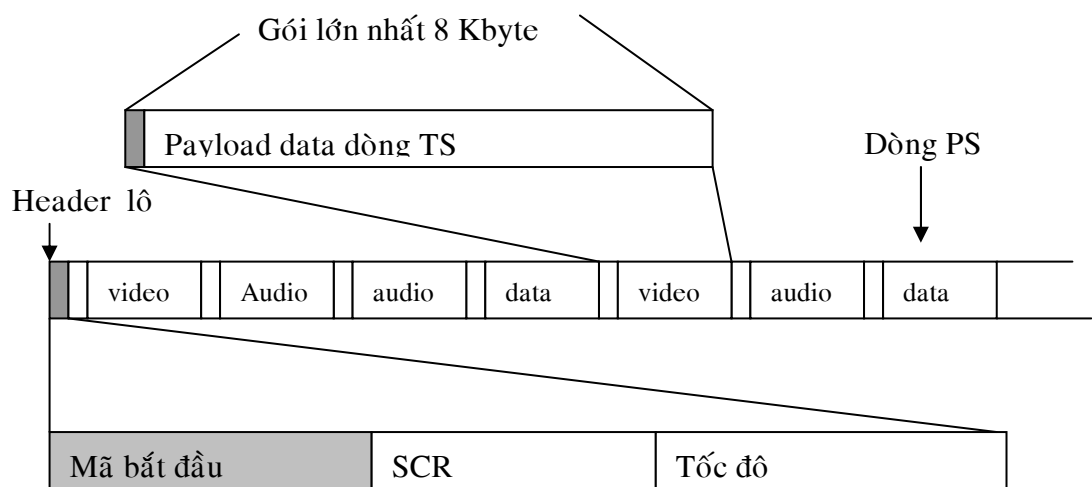 Gói lớn nhất 8 Kbyte
Payload data dòng TS
Dòng PS
Header lô
video Audio audio data video audio data
Mã bắt đầu SCR Tốc đô